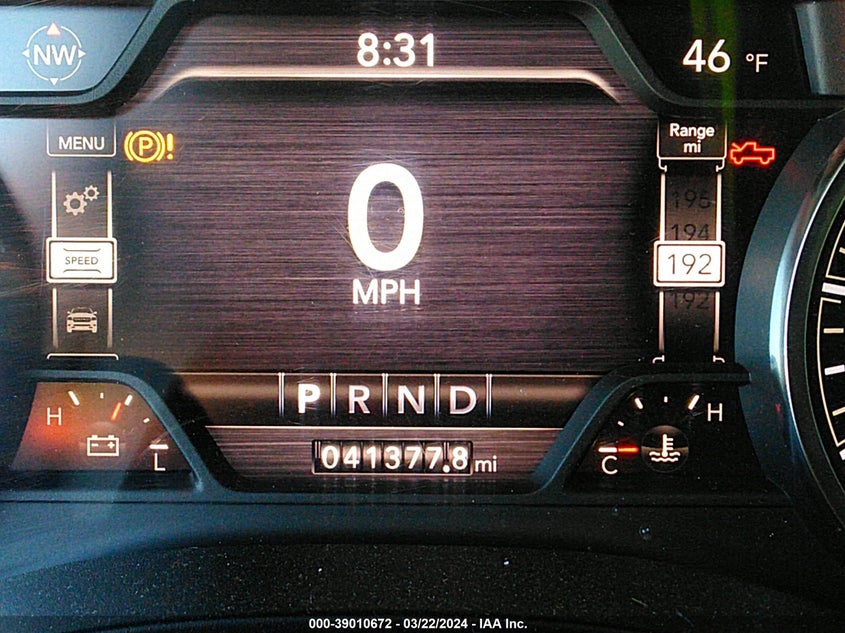 NW
8:31
46 °F
MENU
P!
Range
mi
195
194
SPEED
192
192
0
MPH
P R N D
H
L
041377.8 mi
C
H
000-39010672 - 03/22/2024 - IAA Inc.